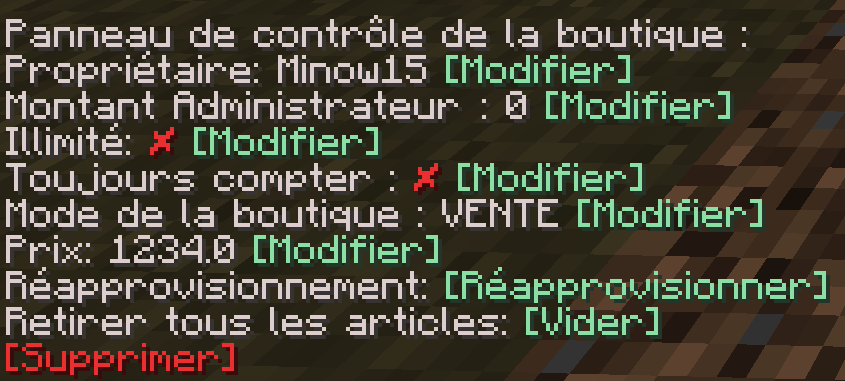 Panneau de contrôle de la boutique :
Propriétaire: Minow15 [Modifier]
Montant Administrateur : 0 [Modifier]
Illimité: ✘ [Modifier]
Toujours compter : ✘ [Modifier]
Mode de la boutique : VENTE [Modifier]
Prix: 1234.0 [Modifier]
Réapprovisionnement: [Réapprovisionner]
Retirer tous les articles: [Vider]
[Supprimer]